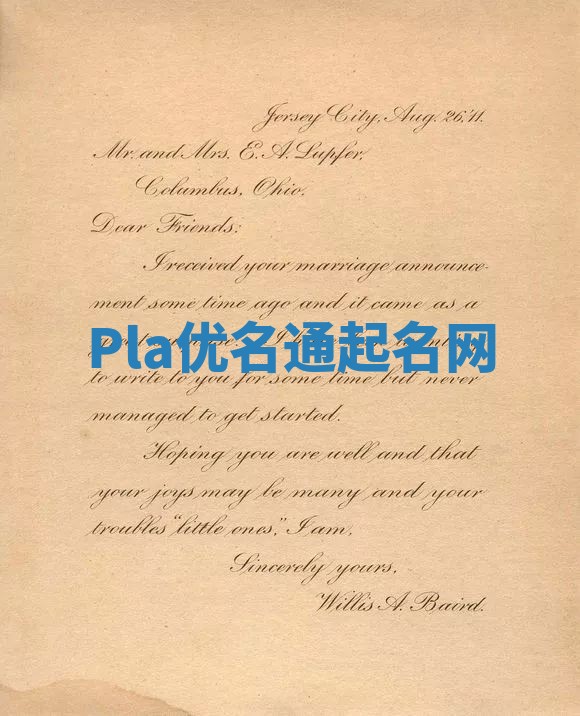 Jersey City, Aug. 26,'11.
Mr. and Mrs. E. A. Lupfer,
Columbus, Ohio.
Dear Friends:
I received your marriage announce-
ment some time ago and it came as a
Pla优名通起名网
to write to you for some time but never
managed to get started.
Hoping you are well and that
your joys may be many and your
troubles "little ones," I am,
Sincerely yours,
Willis A. Baird.